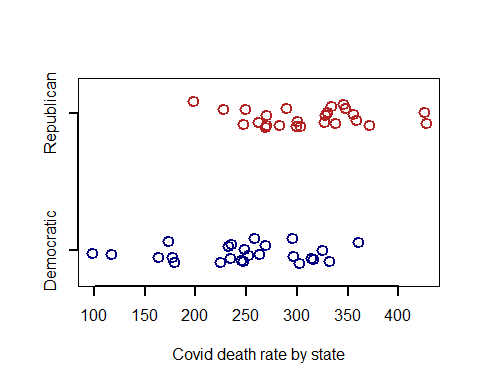 Republican
Democratic
100 150 200 250 300 350 400
Covid death rate by state